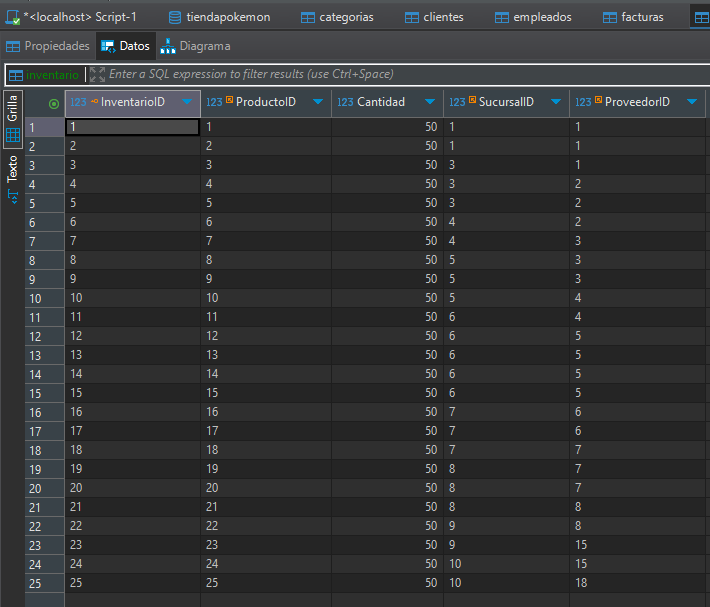 *<localhost> Script-1 tiendapokemon categorias clientes empleados facturas
Propiedades Datos Diagrama
inventario Enter a SQL expression to filter results (use Ctrl+Space)
Grilla
Texto
123 InventarioID 123 ProductoID 123 Cantidad 123 SucursalID 123 ProveedorID
1 1 1 50 1 1
2 2 2 50 1 1
3 3 3 50 3 1
4 4 4 50 3 2
5 5 5 50 3 2
6 6 6 50 4 2
7 7 7 50 4 3
8 8 8 50 5 3
9 9 9 50 5 3
10 10 10 50 5 4
11 11 11 50 6 4
12 12 12 50 6 5
13 13 13 50 6 5
14 14 14 50 6 5
15 15 15 50 6 5
16 16 16 50 7 6
17 17 17 50 7 6
18 18 18 50 7 7
19 19 19 50 8 7
20 20 20 50 8 7
21 21 21 50 8 8
22 22 22 50 9 8
23 23 23 50 9 15
24 24 24 50 10 15
25 25 25 50 10 18